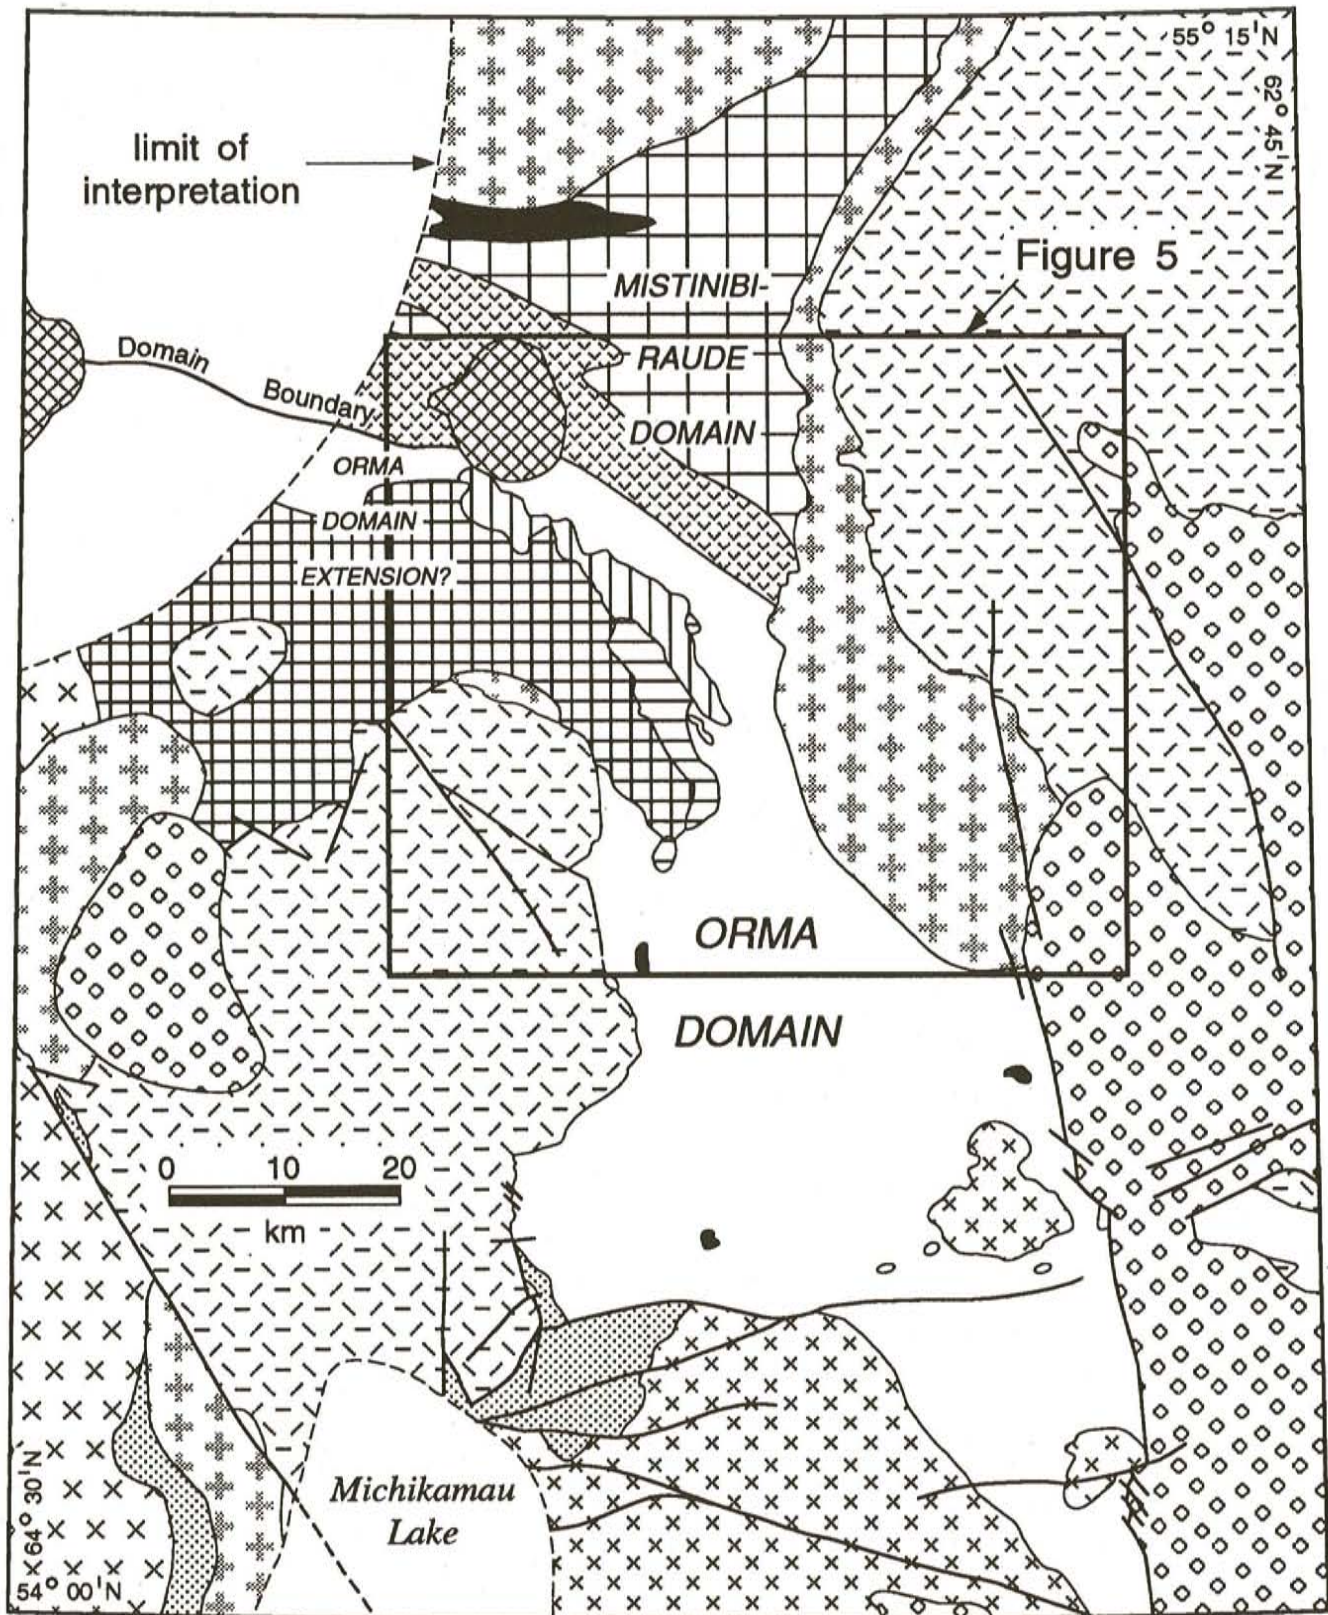 55° 15'N
62° 45'N
limit of
interpretation
Figure 5
MISTINIBI-
RAUDE
DOMAIN
Domain
Boundary
ORMA
DOMAIN
EXTENSION?
ORMA
DOMAIN
0 10 20
km
Michikamau
Lake
64° 30'N
54° 00'N